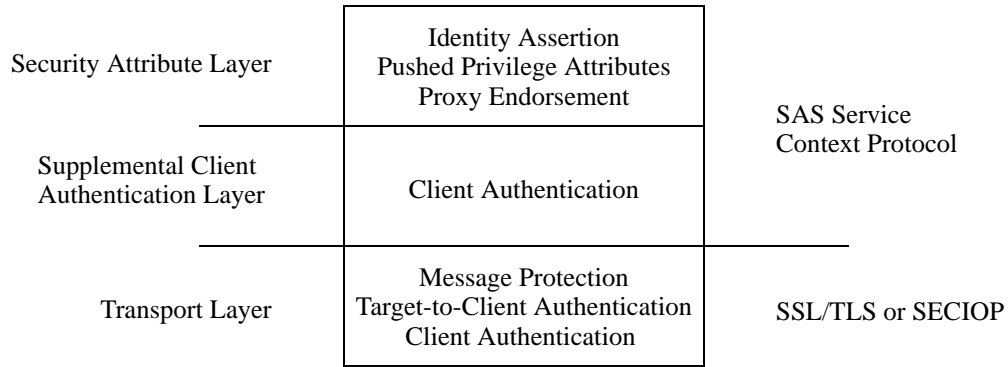 Security Attribute Layer
Identity Assertion
Pushed Privilege Attributes
Proxy Endorsement
SAS Service
Context Protocol
Supplemental Client
Authentication Layer
Client Authentication
Transport Layer
Message Protection
Target-to-Client Authentication
Client Authentication
SSL/TLS or SECIOP